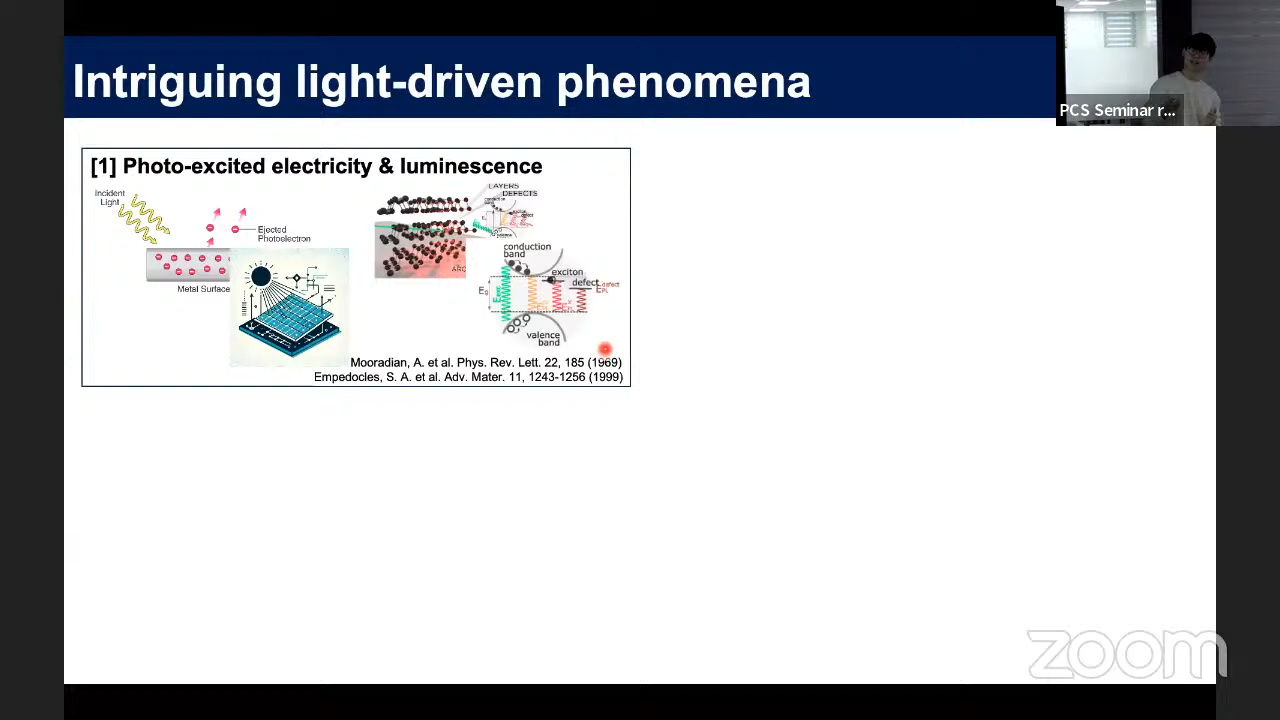 Intriguing light-driven phenomena
PCS Seminar r...
[1] Photo-excited electricity & luminescence
Incident
Light
Ejected
Photoelectron
Metal Surface
LAYERS
DEFECTS
conduction
band
exciton
defect
Eg
valence
band
Mooradian, A. et al. Phys. Rev. Lett. 22, 185 (1969)
Empedocles, S. A. et al. Adv. Mater. 11, 1243-1256 (1999)
zoom